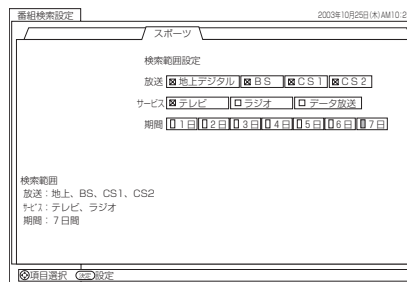 番組検索設定 2003年10月25日(木)AM10:2
スポーツ
検索範囲設定
放送 地上デジタル BS CS1 CS2
サービス テレビ ラジオ データ放送
期間 1日 2日 3日 4日 5日 6日 7日
検索範囲
放送：地上、BS、CS1、CS2
ｻｰﾋﾞｽ：テレビ、ラジオ
期間：7日間
項目選択 決定 設定